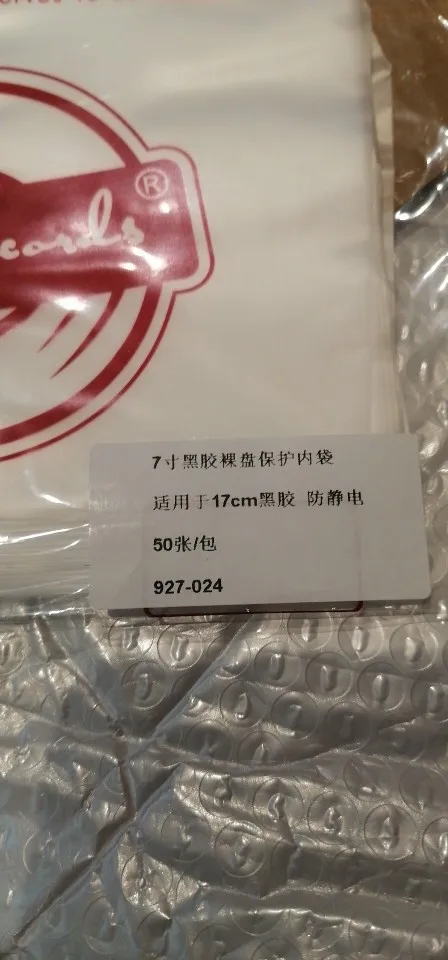 ®
cords
7寸黑胶裸盘保护内袋
适用于17cm黑胶 防静电
50张/包
927-024